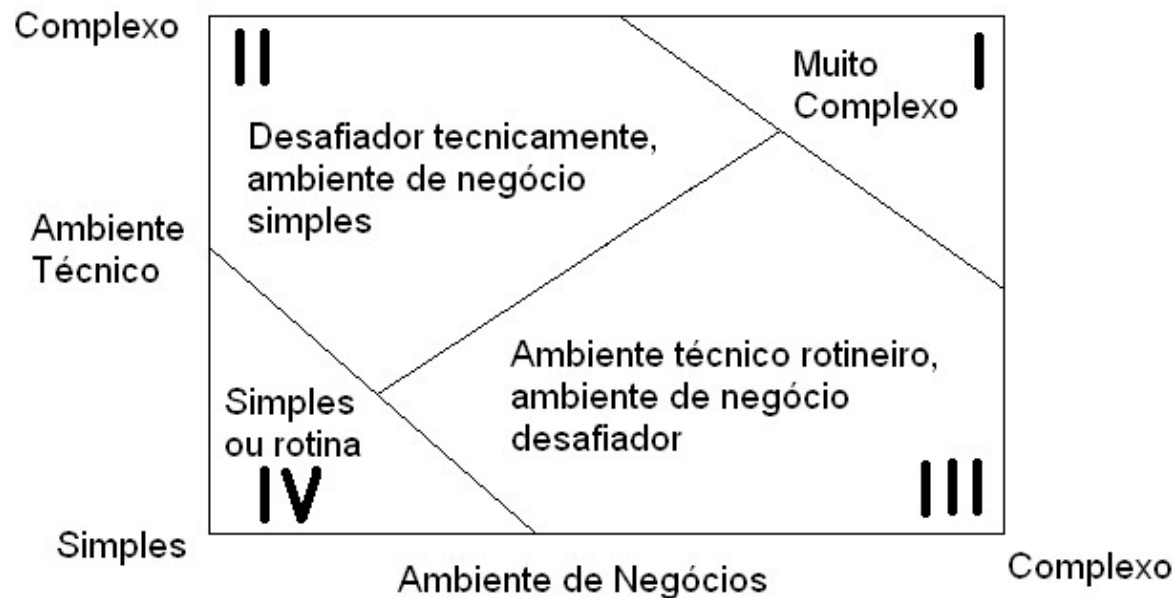 Complexo
II
I
Muito
Complexo
Desafiador tecnicamente,
ambiente de negócio
simples
Ambiente
Técnico
Ambiente técnico rotineiro,
ambiente de negócio
desafiador
Simples
ou rotina
IV
III
Simples
Ambiente de Negócios
Complexo